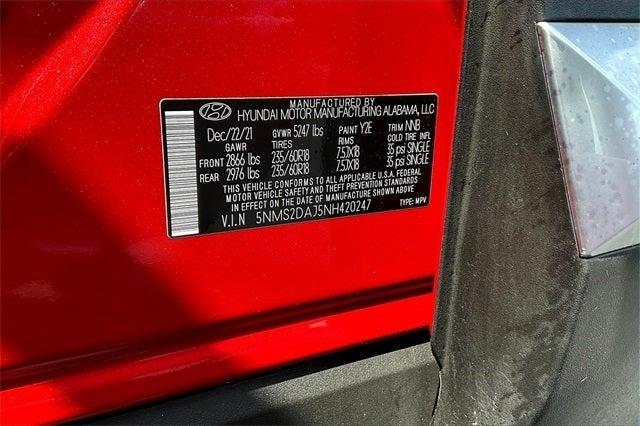 MANUFACTURED BY
HYUNDAI MOTOR MANUFACTURING ALABAMA, LLC
Dec/22/21 GVWR 5247 lbs PAINT Y2E TRIM NNB
GAWR TIRES RIMS COLD TIRE INFL
FRONT 2866 lbs 235/60R18 7.5JX18 35 psi SINGLE
REAR 2976 lbs 235/60R18 7.5JX18 35 psi SINGLE
THIS VEHICLE CONFORMS TO ALL APPLICABLE U.S.
FEDERAL MOTOR VEHICLE SAFETY STANDARDS
IN EFFECT ON THE DATE OF MANUFACTURE SHOWN ABOVE.
V.I.N 5NMS2DAJ5NH420247 TYPE: MPV